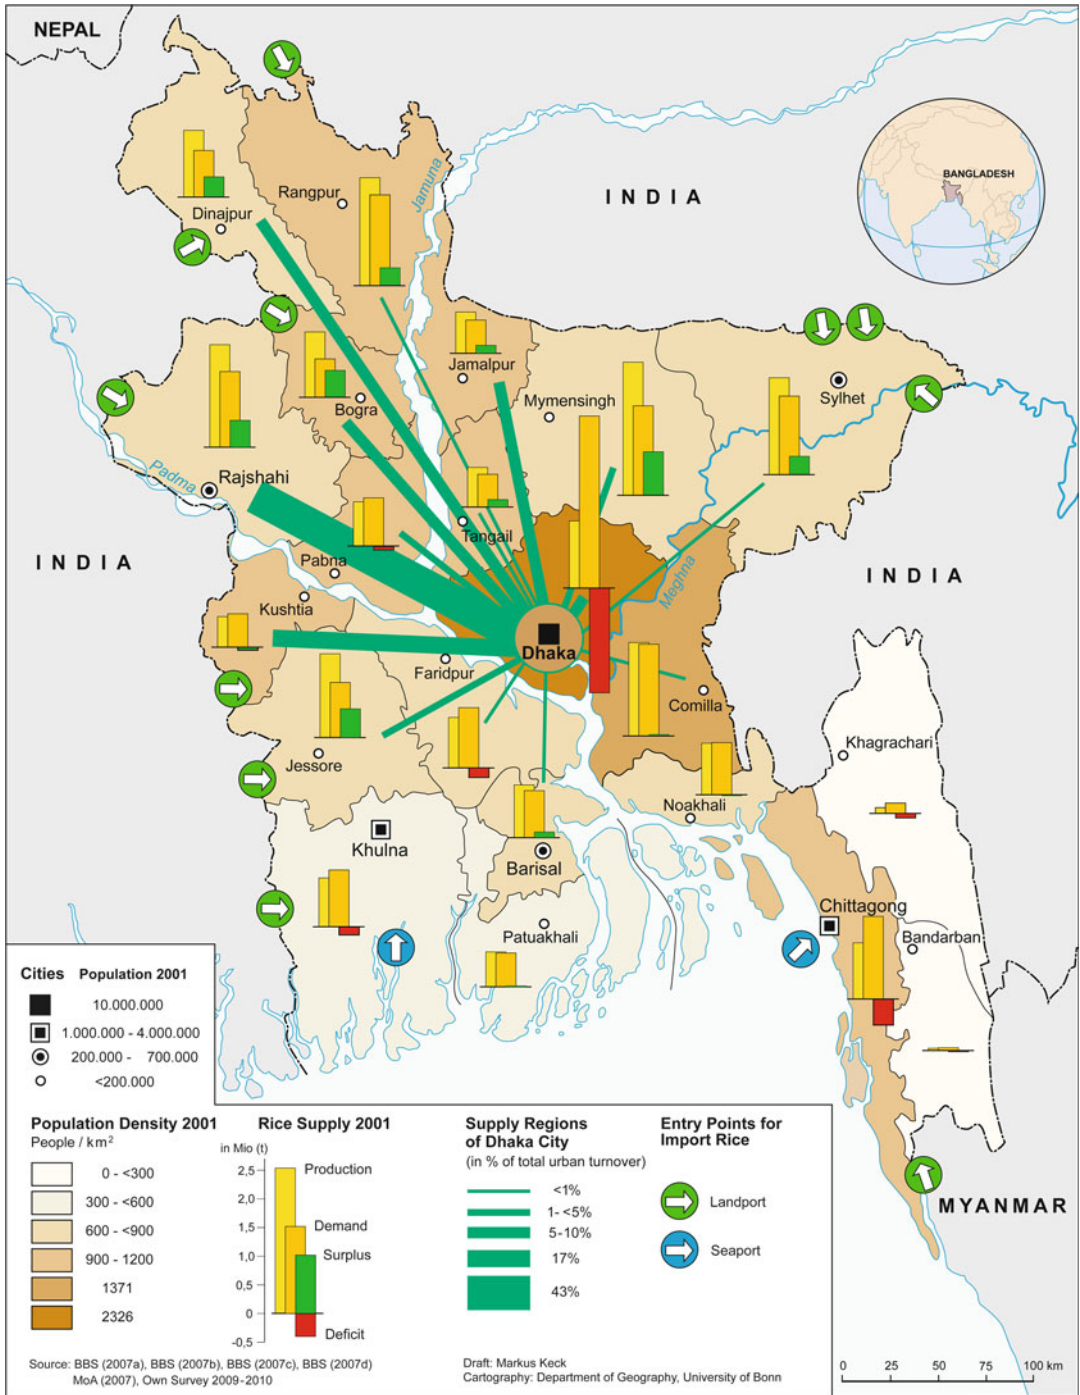 NEPAL
INDIA
BANGLADESH
Jamuna
Rangpur
Dinajpur
Jamalpur
Sylhet
Mymensingh
Bogra
Padma
Rajshahi
Tangail
INDIA
Pabna
Meghna
INDIA
Kushtia
Dhaka
Faridpur
Comilla
Khagrachari
Jessore
Noakhali
Khulna
Barisal
Chittagong
Patuakhali
Bandarban
MYANMAR
Cities Population 2001
10.000.000
1.000.000 - 4.000.000
200.000 - 700.000
<200.000
Population Density 2001
People / km²
0 - <300
300 - <600
600 - <900
900 - 1200
1371
2326
Rice Supply 2001
in Mio (t)
2,5
2,0
1,5
1,0
0,5
0
-0,5
Production
Demand
Surplus
Deficit
Supply Regions
of Dhaka City
(in % of total urban turnover)
<1%
1- <5%
5-10%
17%
43%
Entry Points for
Import Rice
Landport
Seaport
Source: BBS (2007a), BBS (2007b), BBS (2007c), BBS (2007d)
MoA (2007), Own Survey 2009-2010
Draft: Markus Keck
Cartography: Department of Geography, University of Bonn
0 25 50 75 100 km